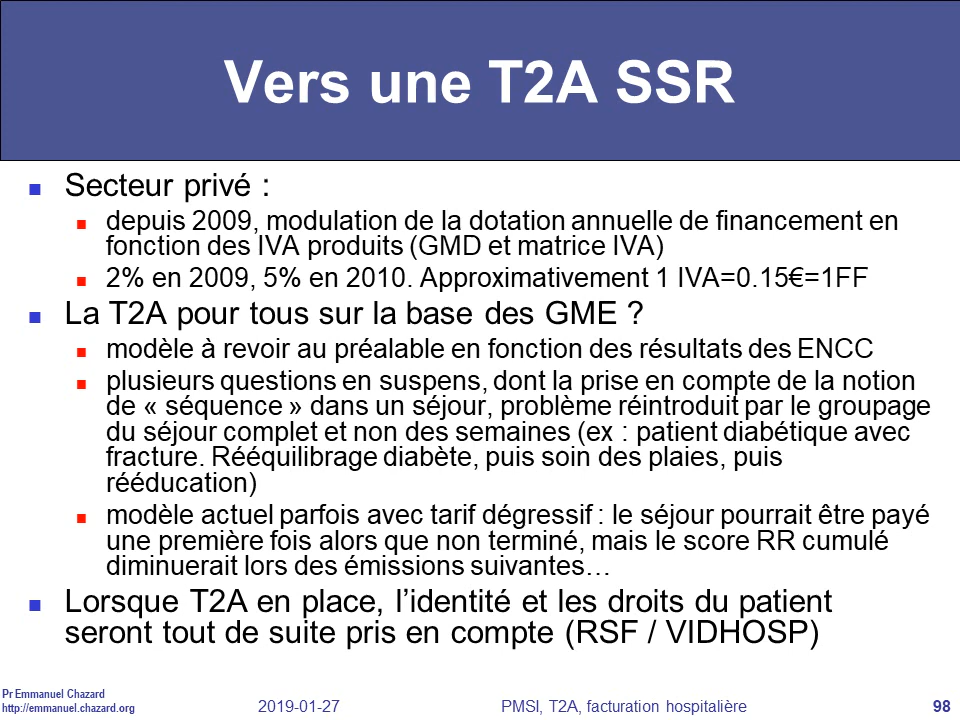 Vers une T2A SSR
Secteur privé :
depuis 2009, modulation de la dotation annuelle de financement en
fonction des IVA produits (GMD et matrice IVA)
2% en 2009, 5% en 2010. Approximativement 1 IVA=0.15€=1FF
La T2A pour tous sur la base des GME ?
modèle à revoir au préalable en fonction des résultats des ENCC
plusieurs questions en suspens, dont la prise en compte de la notion
de « séquence » dans un séjour, problème réintroduit par le groupage
du séjour complet et non des semaines (ex : patient diabétique avec
fracture. Rééquilibrage diabète, puis soin des plaies, puis
rééducation)
modèle actuel parfois avec tarif dégressif : le séjour pourrait être payé
une première fois alors que non terminé, mais le score RR cumulé
diminuerait lors des émissions suivantes…
Lorsque T2A en place, l’identité et les droits du patient
seront tout de suite pris en compte (RSF / VIDHOSP)
Pr Emmanuel Chazard
http://emmanuel.chazard.org
2019-01-27
PMSI, T2A, facturation hospitalière
98